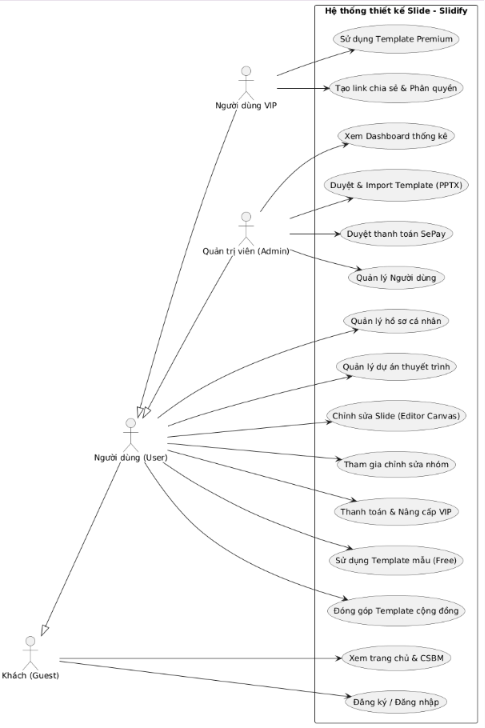 Hệ thống thiết kế Slide - Slidify
Sử dụng Template Premium
Người dùng VIP
Tạo link chia sẻ & Phân quyền
Xem Dashboard thống kê
Duyệt & Import Template (PPTX)
Quản trị viên (Admin)
Duyệt thanh toán SePay
Quản lý Người dùng
Quản lý hồ sơ cá nhân
Quản lý dự án thuyết trình
Chỉnh sửa Slide (Editor Canvas)
Người dùng (User)
Tham gia chỉnh sửa nhóm
Thanh toán & Nâng cấp VIP
Sử dụng Template mẫu (Free)
Đóng góp Template cộng đồng
Khách (Guest)
Xem trang chủ & CSBM
Đăng ký / Đăng nhập